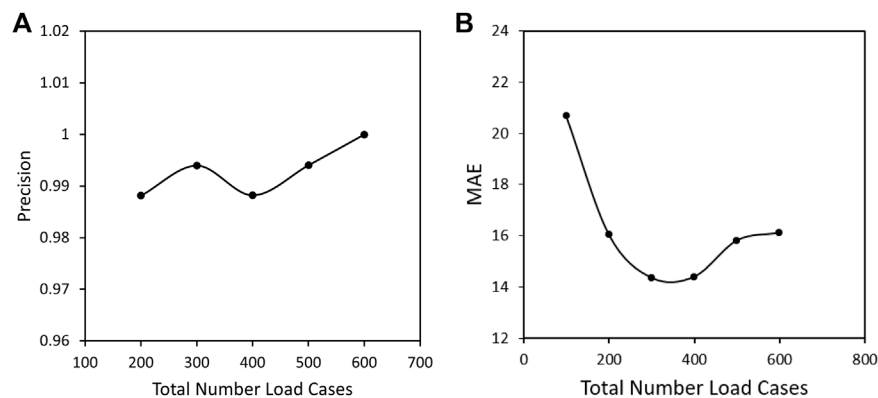 A
1.02
1.01
1
0.99
0.98
0.97
0.96
Precision
100 200 300 400 500 600 700
Total Number Load Cases
B
24
22
20
18
16
14
12
MAE
0 200 400 600 800
Total Number Load Cases